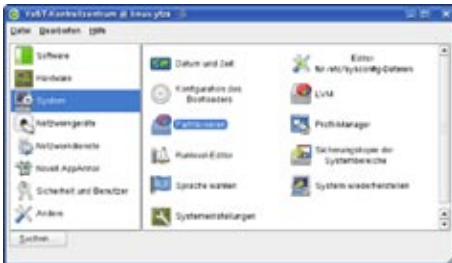 YaST-Kontrollzentrum @ linux
Datei Bearbeiten Hilfe
Software
Hardware
System
Netzwerkgeräte
Netzwerkdienste
Novell AppArmor
Sicherheit und Benutzer
Andere
Datum und Zeit
Konfiguration des
Bootloaders
Partitionieren
Runlevel-Editor
Sprache wählen
Systemeinstellungen
Editor
für /etc/sysconfig-Dateien
LVM
Profil-Manager
Sicherungskopie der
Systembereiche
System wiederherstellen
Suchen